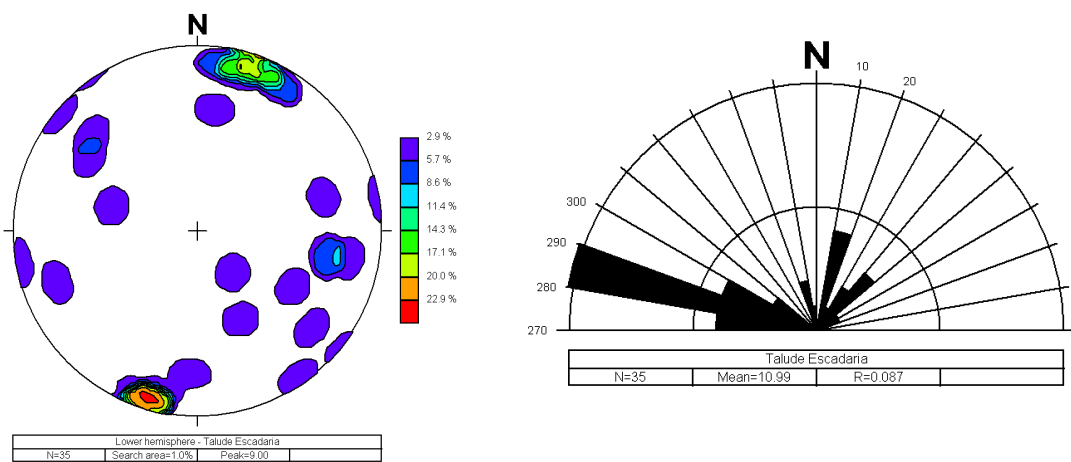 N
2.9 %
5.7 %
8.6 %
11.4 %
14.3 %
17.1 %
20.0 %
22.9 %
Lower hemisphere - Talude Escadaria
N=35 Search area=1.0% Peak=9.00
N
10
20
300
290
280
270
Talude Escadaria
N=35 Mean=10.99 R=0.087